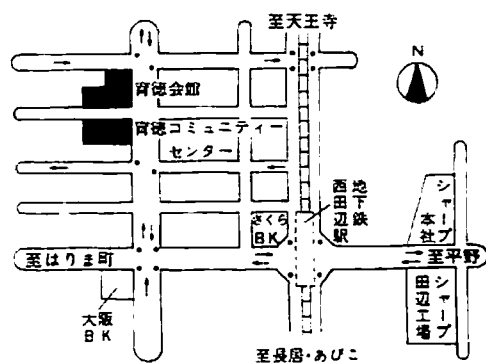 至天王寺
N
育徳会館
育徳コミュニティー
センター
地下鉄
西田辺駅
さくら
BK
シャープ
本社
至はりま町
至平野
大阪
BK
シャープ
田辺工場
至長居・あびこ